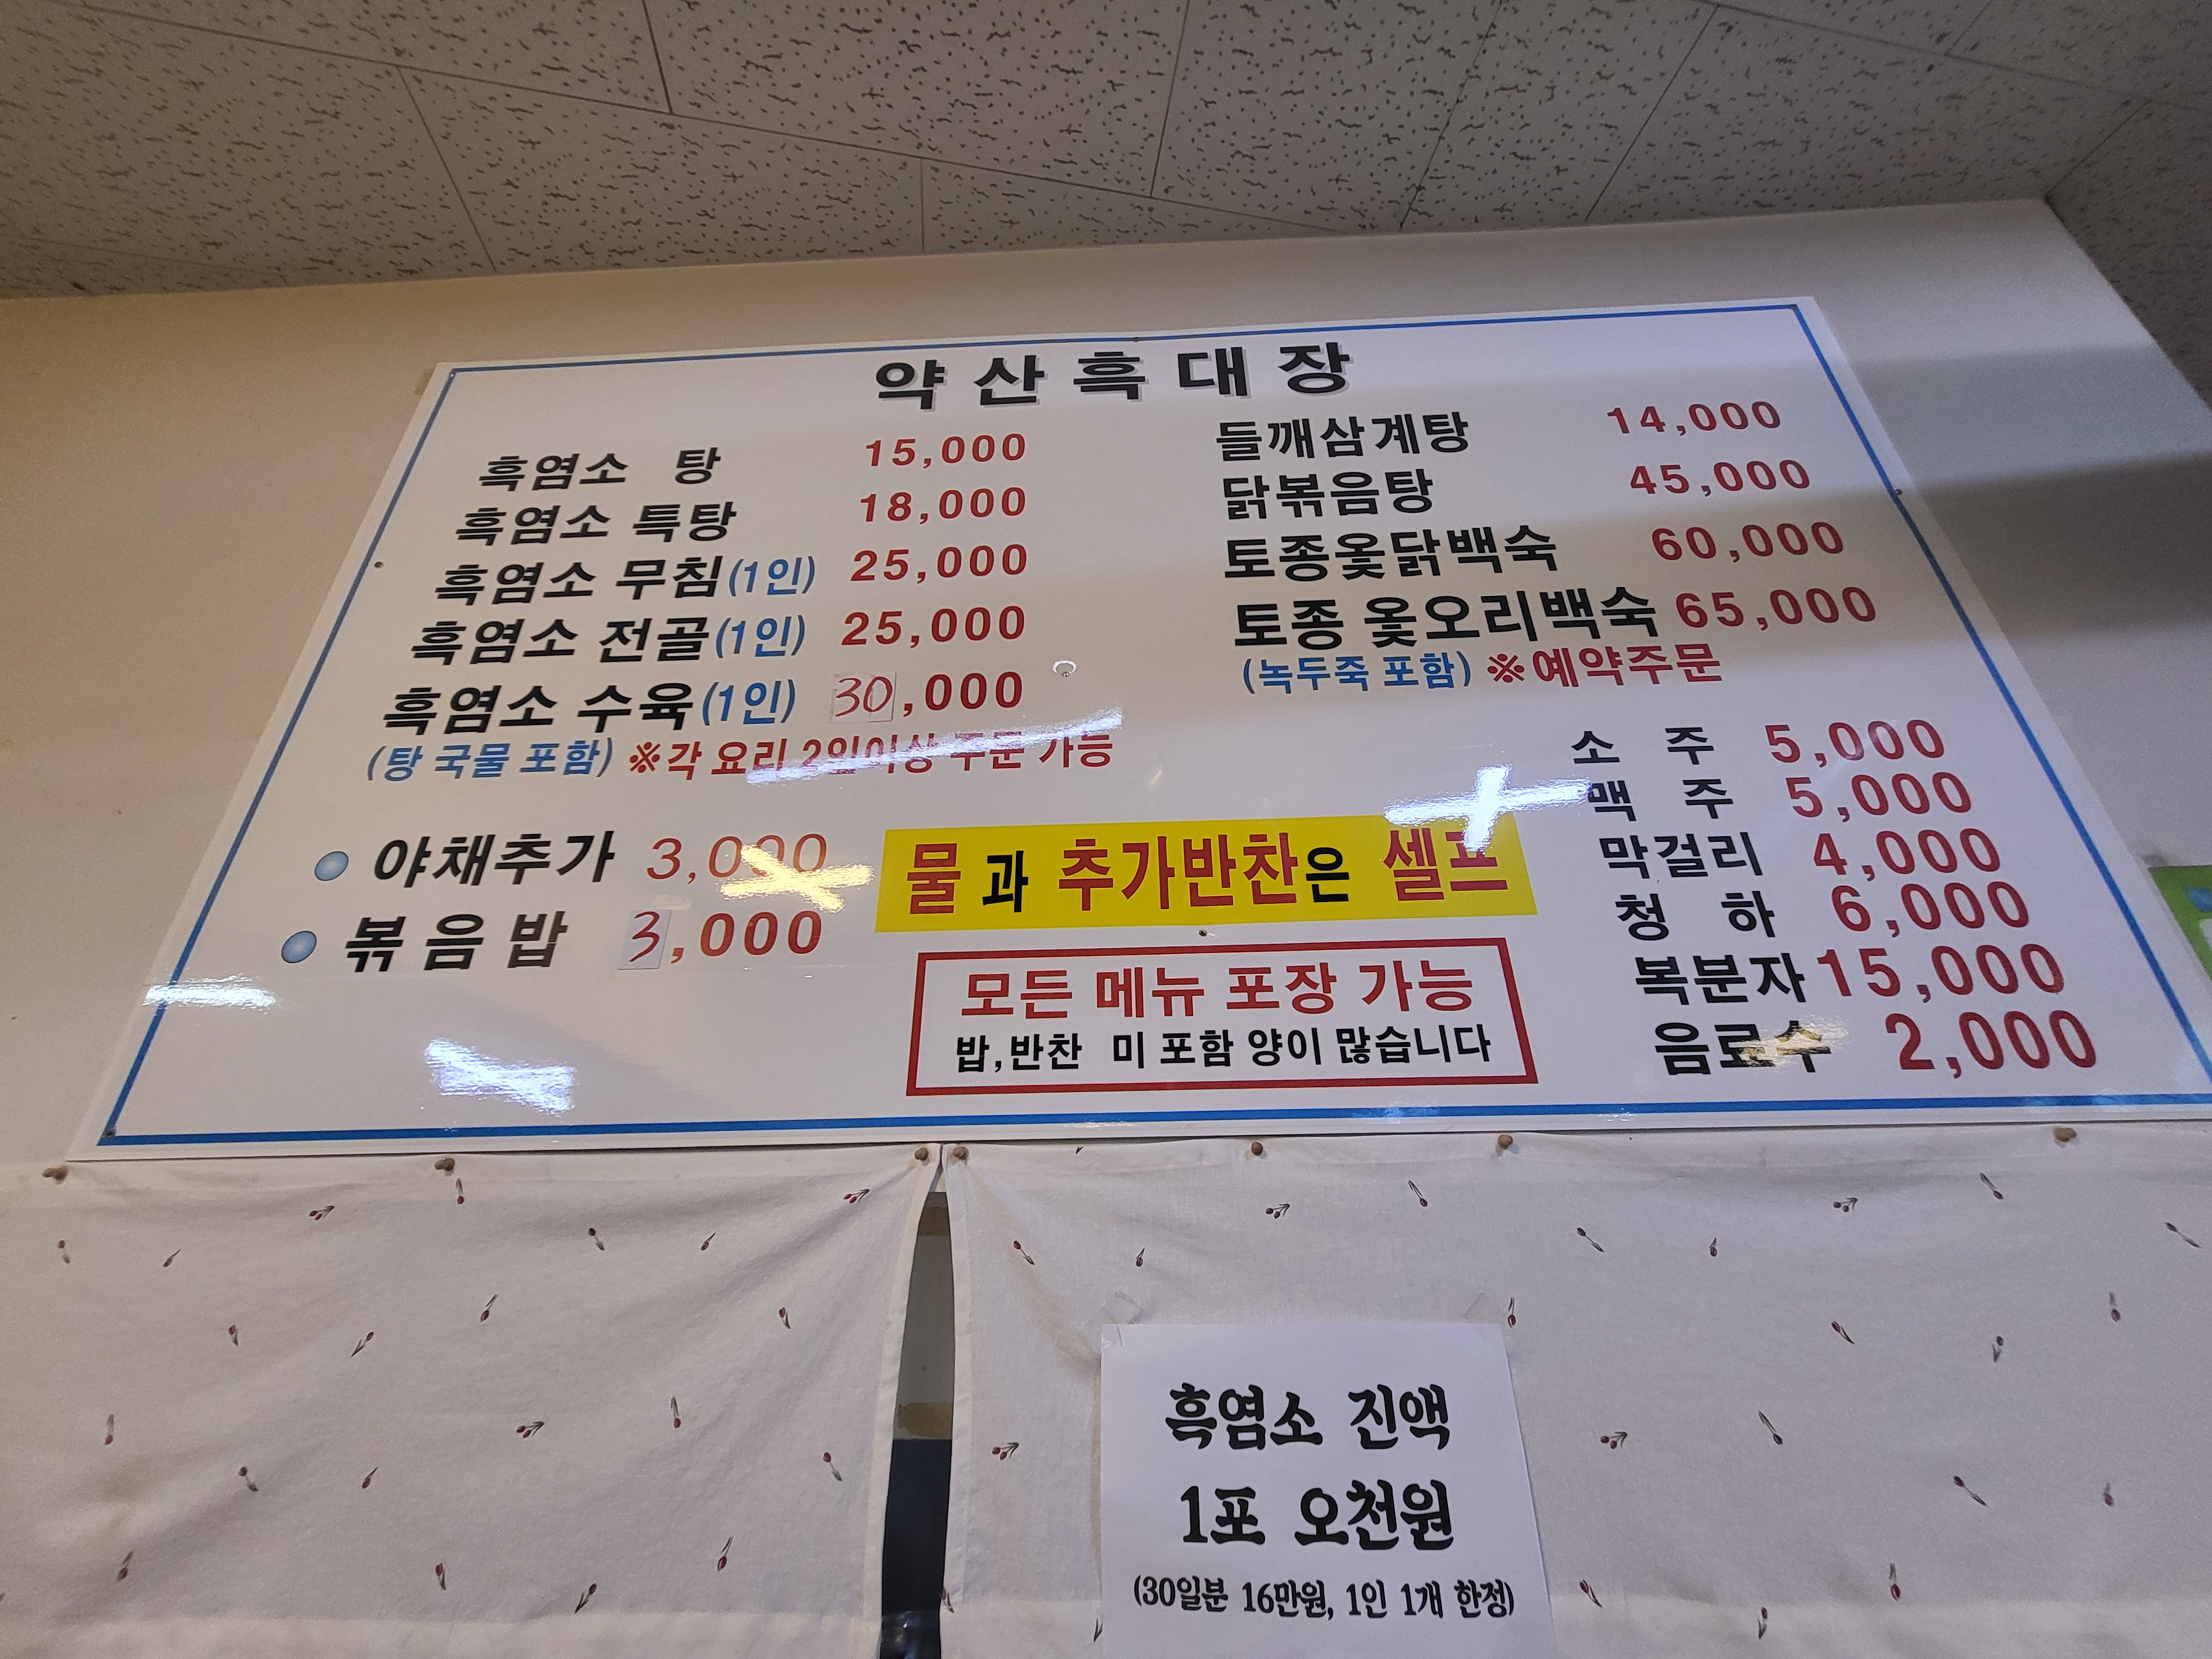 약산흑대장
흑염소 탕 15,000
흑염소 특탕 18,000
흑염소 무침(1인) 25,000
흑염소 전골(1인) 25,000
흑염소 수육(1인) 30,000
(탕 국물 포함) ※각 요리 2인이상 주문 가능
야채추가 3,000
볶음밥 3,000
들깨삼계탕 14,000
닭볶음탕 45,000
토종옻닭백숙 60,000
토종 옻오리백숙 65,000
(녹두죽 포함) ※예약주문
소 주 5,000
맥 주 5,000
막걸리 4,000
청 하 6,000
복분자 15,000
음료수 2,000
물과 추가반찬은 셀프
모든 메뉴 포장 가능
밥,반찬 미 포함 양이 많습니다
흑염소 진액
1포 오천원
(30일분 16만원, 1인 1개 한정)